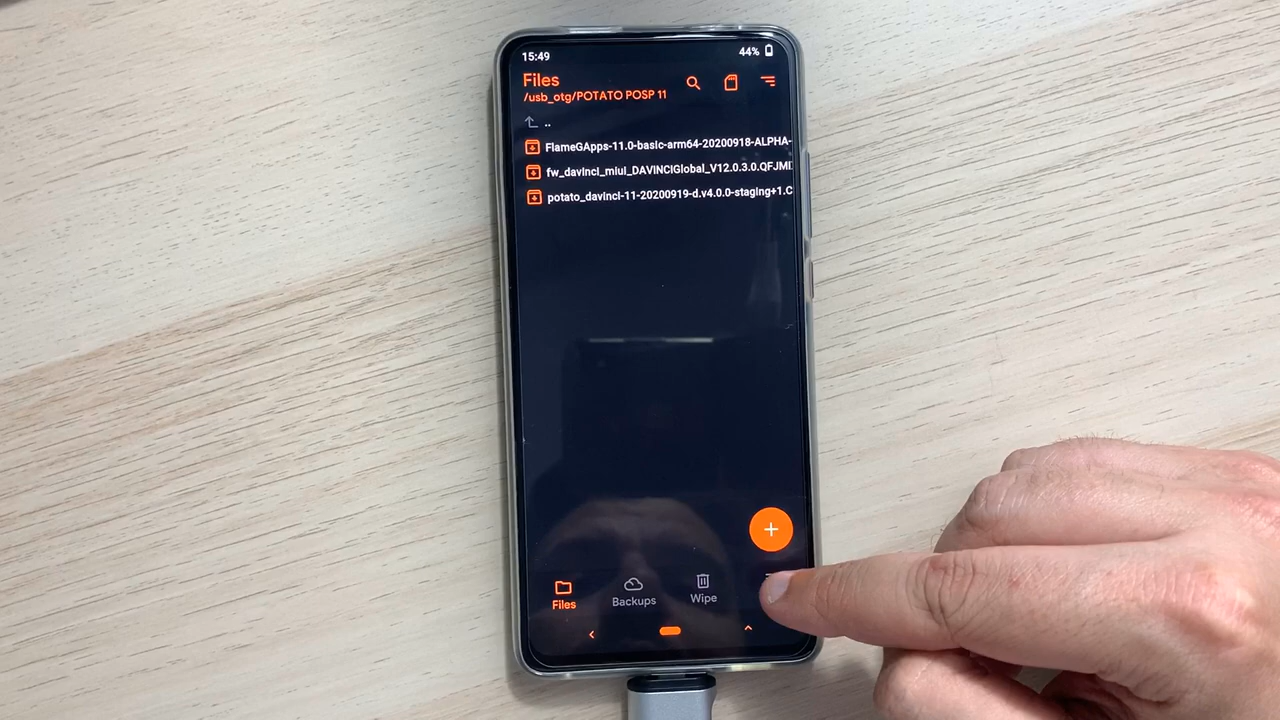 15:49 44%
Files
/usb_otg/POTATO POSP 11
..
FlameGApps-11.0-basic-arm64-20200918-ALPHA-
fw_davinci_miui_DAVINCIGlobal_V12.0.3.0.QFJMI
potato_davinci-11-20200919-d.v4.0.0-staging+1.C
Files Backups Wipe